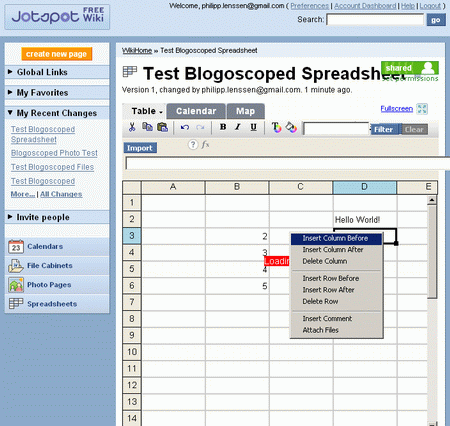 Welcome, philipp.lenssen@gmail.com ( Preferences | Account Dashboard | Help | Logout )
Jotspot FREE Wiki
Search:
go
create new page
Global Links
My Favorites
My Recent Changes
Test Blogoscoped Spreadsheet
Blogoscoped Photo Test
Test Blogoscoped Files
Test Blogoscoped
More... | All Changes
Invite people
Calendars
File Cabinets
Photo Pages
Spreadsheets
WikiHome » Test Blogoscoped Spreadsheet
Test Blogoscoped Spreadsheet
shared
Version 1, changed by philipp.lenssen@gmail.com. 1 minute ago.
Table
Calendar
Map
Fullscreen
B I U
Filter
Clear
Import
? fx
A B C D E
1
2 Hello World!
3 2
4 3
Loadin
5 4
6 5
7
8
9
10
11
12
13
14
Insert Column Before
Insert Column After
Delete Column
Insert Row Before
Insert Row After
Delete Row
Insert Comment
Attach Files